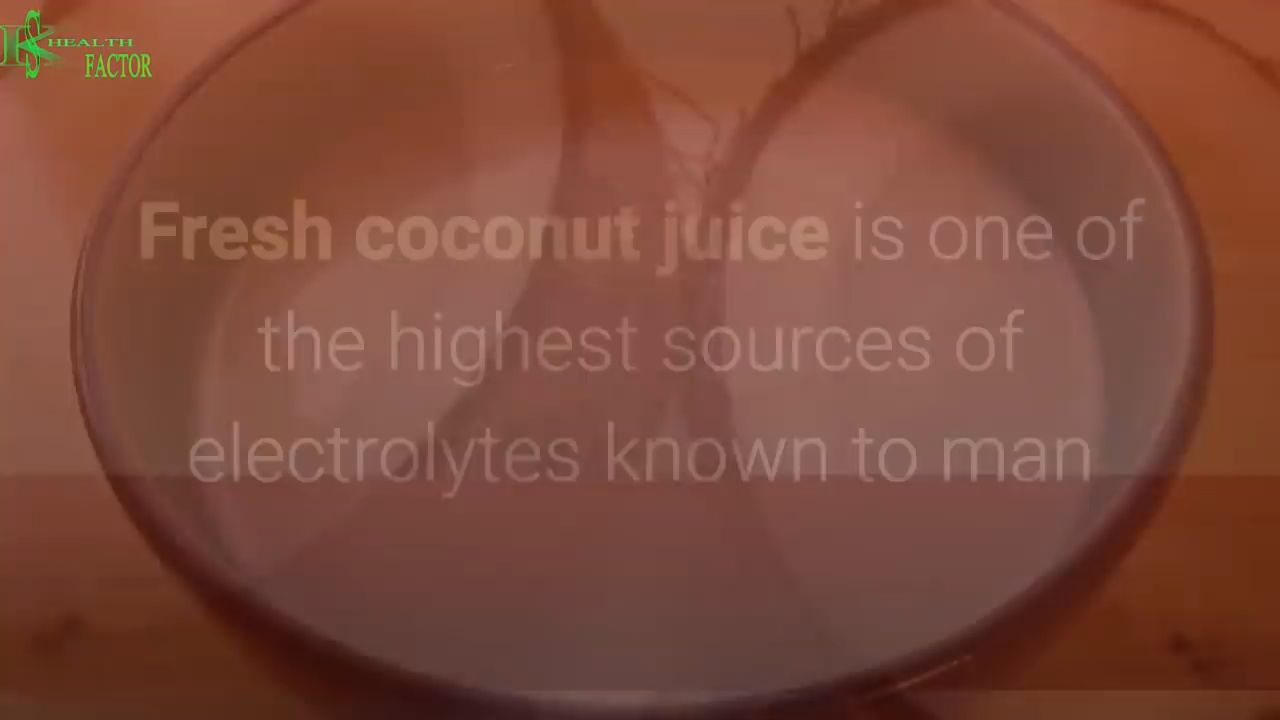 HEALTH
FACTOR
Fresh coconut juice is one of
the highest sources of
electrolytes known to man